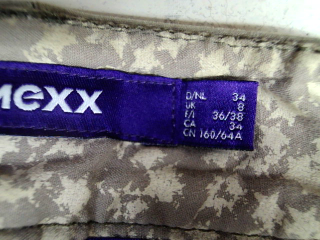 mexx
D/NL 34
UK 8
F/I 36/38
CA 34
CN 160/64A